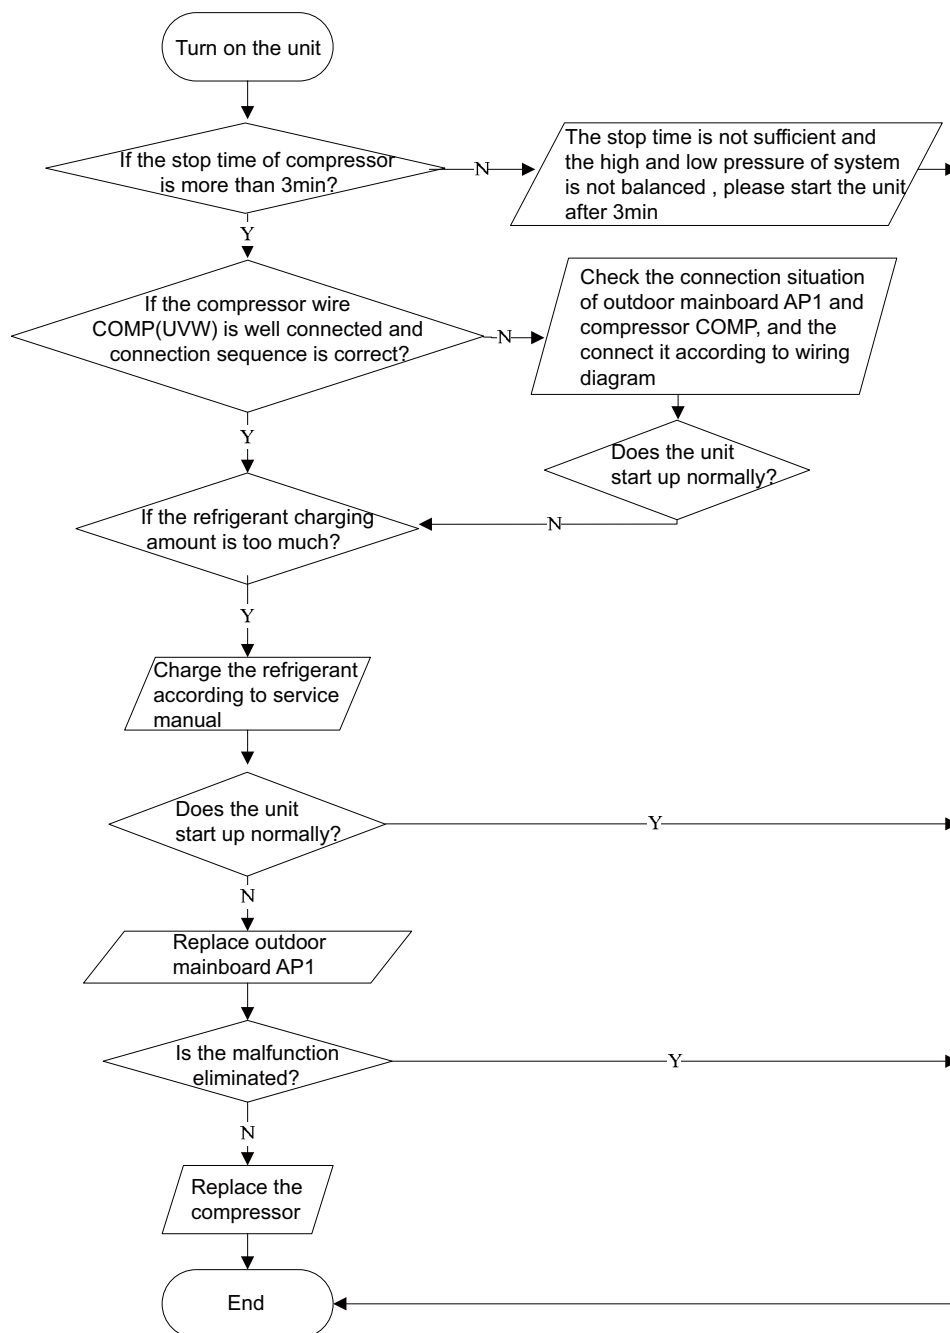 Turn on the unit
If the stop time of compressor
is more than 3min?
N
The stop time is not sufficient and
the high and low pressure of system
is not balanced , please start the unit
after 3min
Y
If the compressor wire
COMP(UVW) is well connected and
connection sequence is correct?
N
Check the connection situation
of outdoor mainboard AP1 and
compressor COMP, and the
connect it according to wiring
diagram
Y
Does the unit
start up normally?
N
If the refrigerant charging
amount is too much?
Y
Charge the refrigerant
according to service
manual
Does the unit
start up normally?
Y
N
Replace outdoor
mainboard AP1
Is the malfunction
eliminated?
Y
N
Replace the
compressor
End